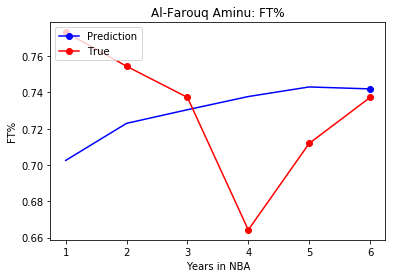 Al-Farouq Aminu: FT%
Prediction
True
0.76
0.74
0.72
0.70
0.68
0.66
FT%
1 2 3 4 5 6
Years in NBA